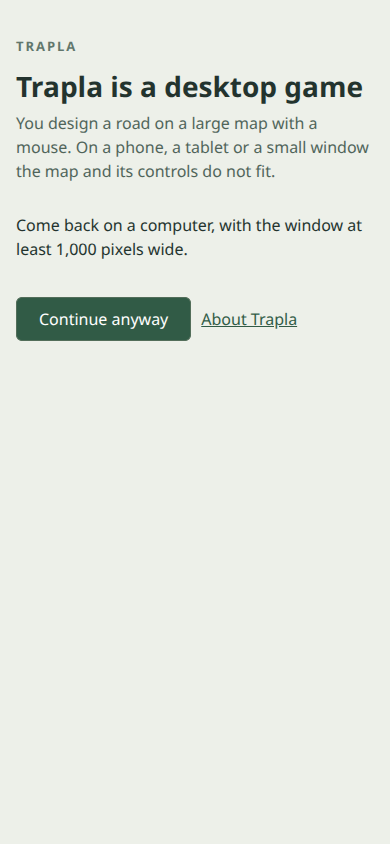 TRAPLA
Trapla is a desktop game
You design a road on a large map with a
mouse. On a phone, a tablet or a small window
the map and its controls do not fit.
Come back on a computer, with the window at
least 1,000 pixels wide.
Continue anyway
About Trapla